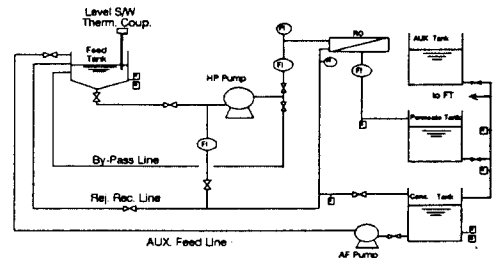 Level S/W
Therm. Coup.
Feed
Tank
HP Pump
FI
FI
RO
FI
AUX Tank
to FT
Permeate Tank
By-Pass Line
Rej. Rec. Line
Cons. Tank
AUX. Feed Line
AF Pump